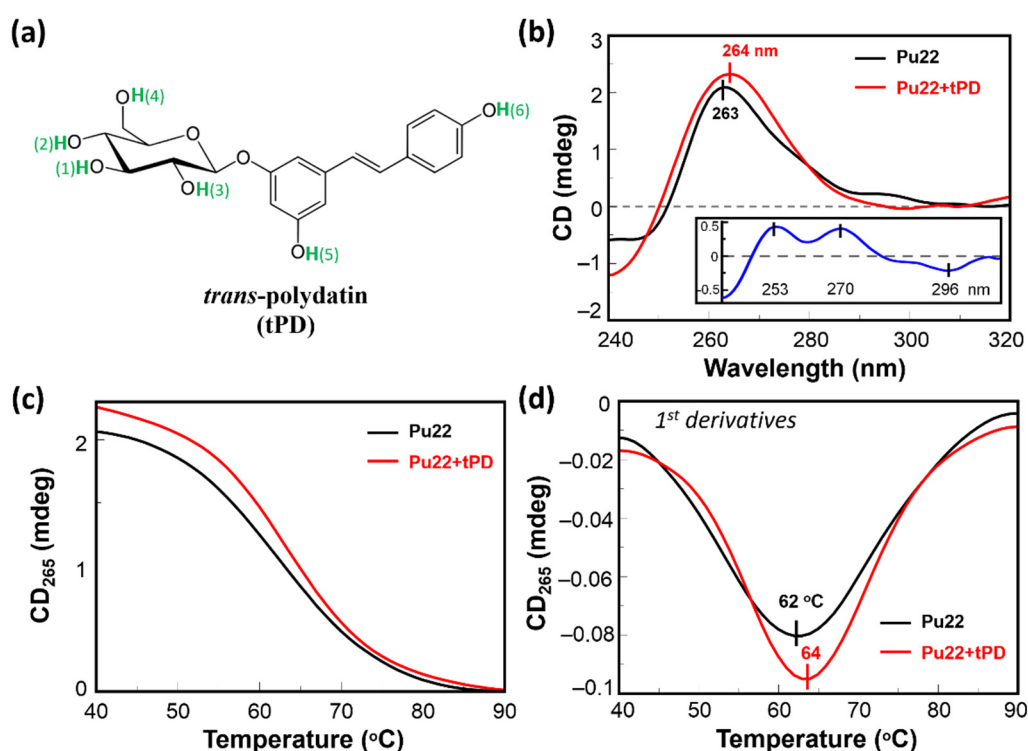 (a)
OH(4)
(2)HO
O
(1)HO
OH(3)
O
OH(6)
OH(5)
trans-polydatin
(tPD)
(b)
3
2
1
0
−1
−2
CD (mdeg)
264 nm
263
Pu22
Pu22+tPD
0.5
0
-0.5
253 270 296 nm
240 260 280 300 320
Wavelength (nm)
(c)
2
1
0
CD265 (mdeg)
Pu22
Pu22+tPD
40 50 60 70 80 90
Temperature (oC)
(d)
0
−0.02
−0.04
−0.06
−0.08
−0.1
CD265 (mdeg)
1st derivatives
62 oC
64
Pu22
Pu22+tPD
40 50 60 70 80 90
Temperature (oC)